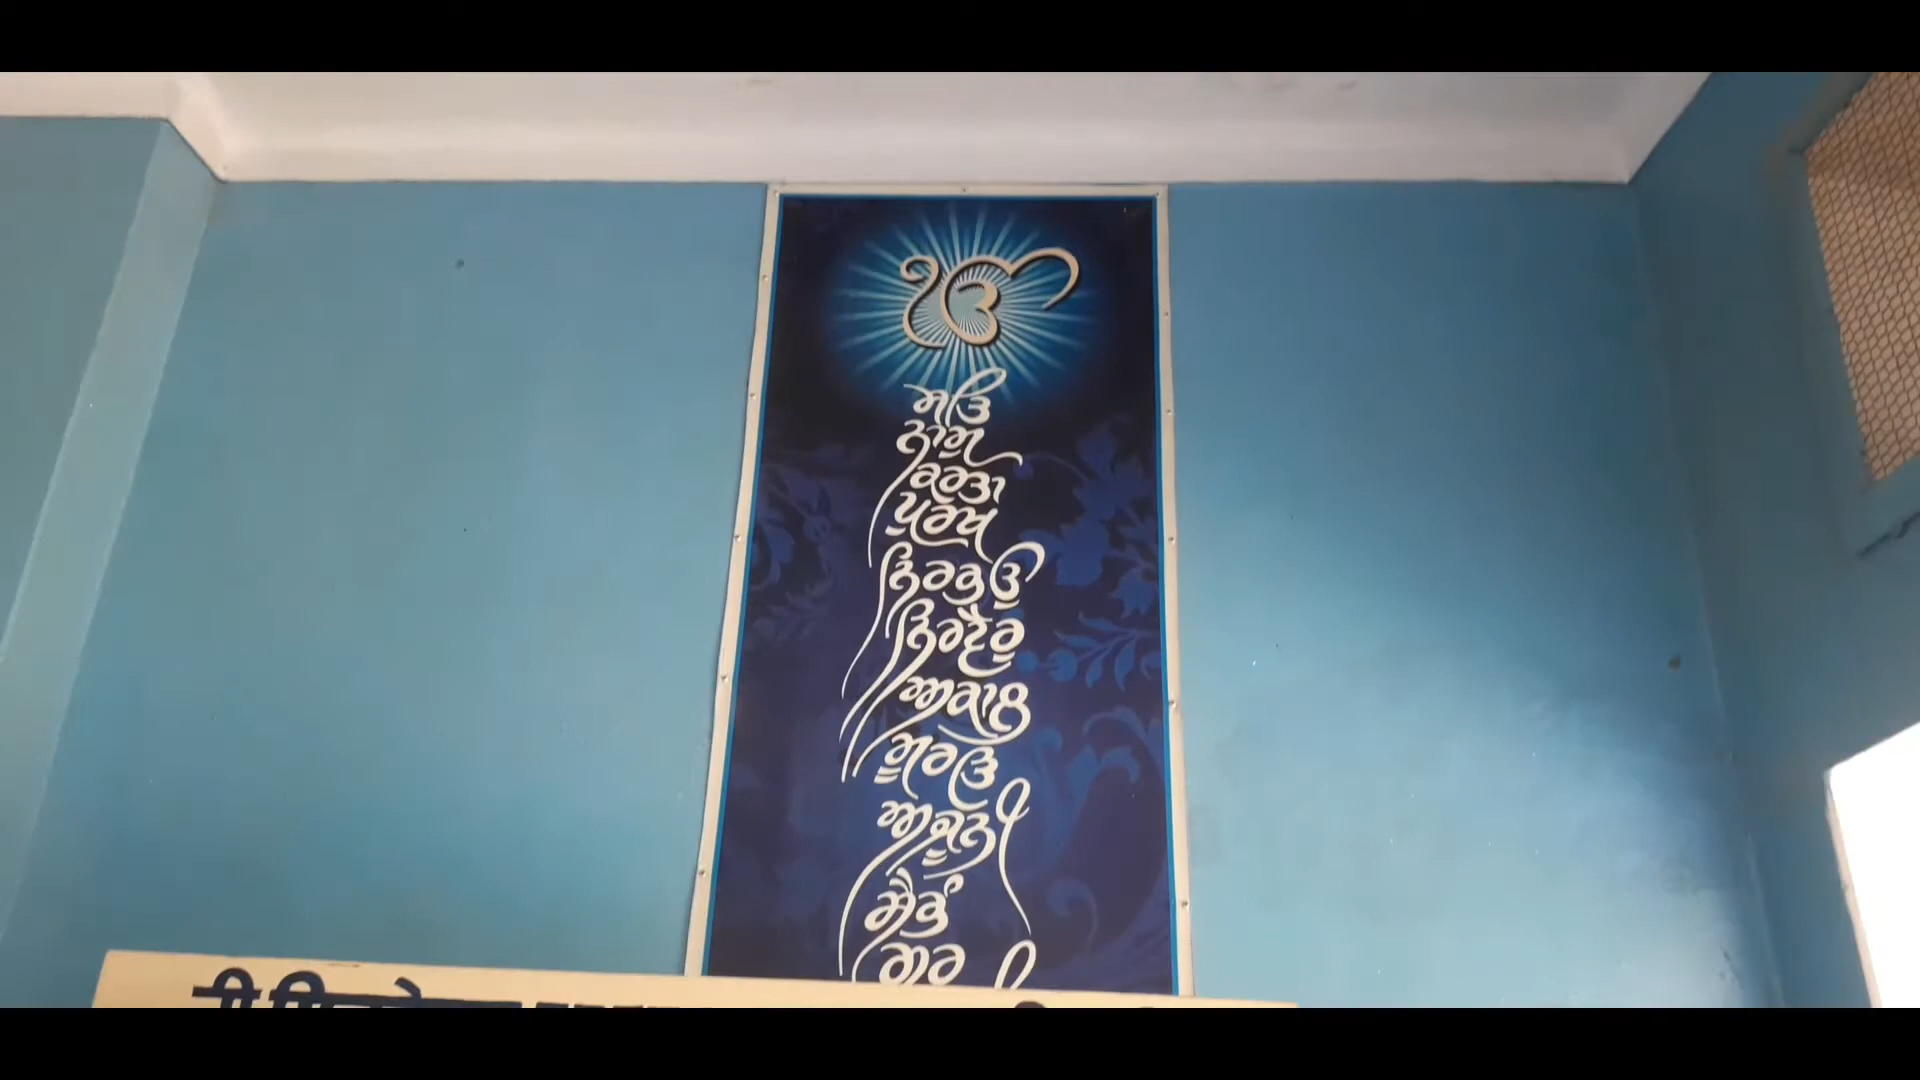 ੴ
ਸਤਿ
ਨਾਮੁ
ਕਰਤਾ
ਪੁਰਖੁ
ਨਿਰਭਉ
ਨਿਰਵੈਰੁ
ਅਕਾਲ
ਮੂਰਤਿ
ਅਜੂਨੀ
ਸੈਭੰ
ਗੁਰ